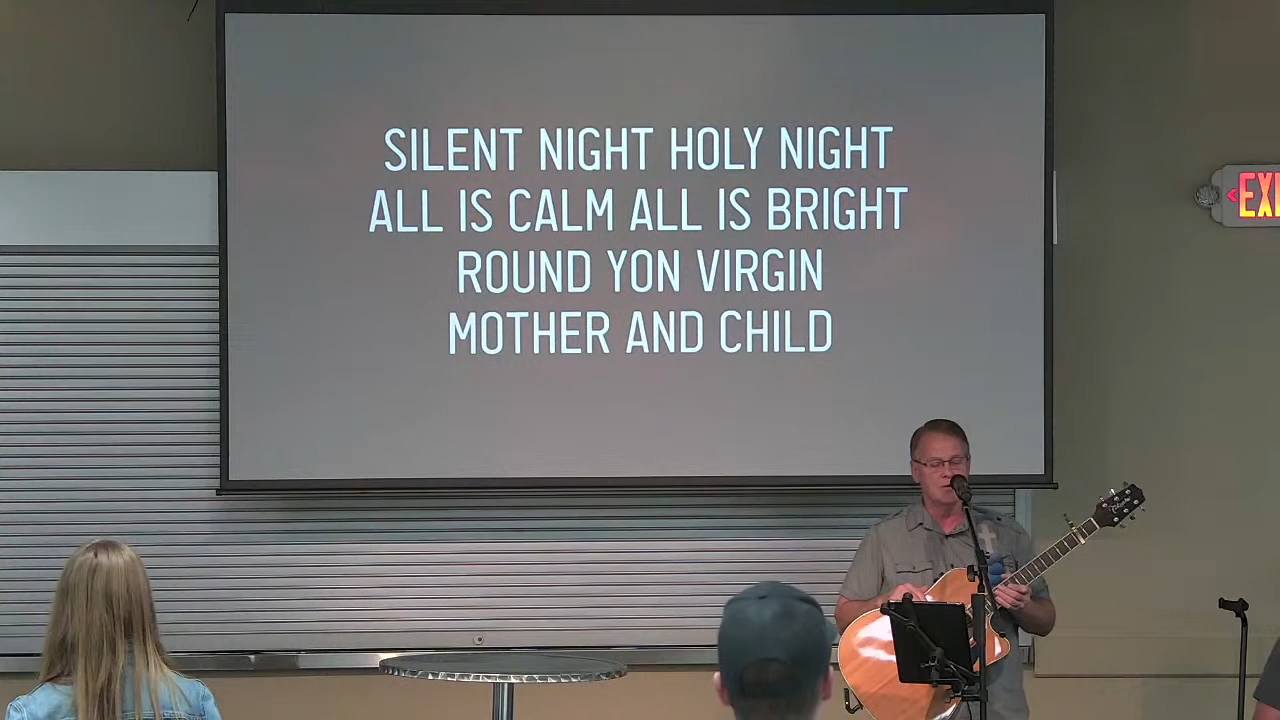 SILENT NIGHT HOLY NIGHT
ALL IS CALM ALL IS BRIGHT
ROUND YON VIRGIN
MOTHER AND CHILD